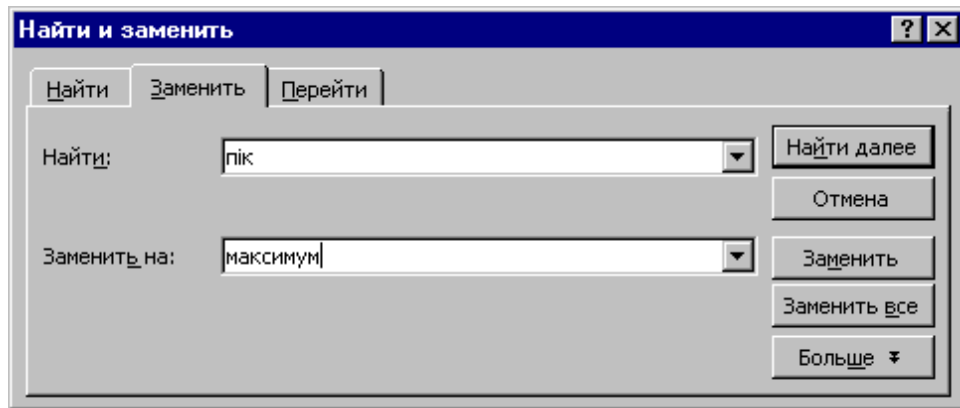 Найти и заменить
Найти Заменить Перейти
Найти: пік Найти далее
Отмена
Заменить на: максимум Заменить
Заменить все
Больше